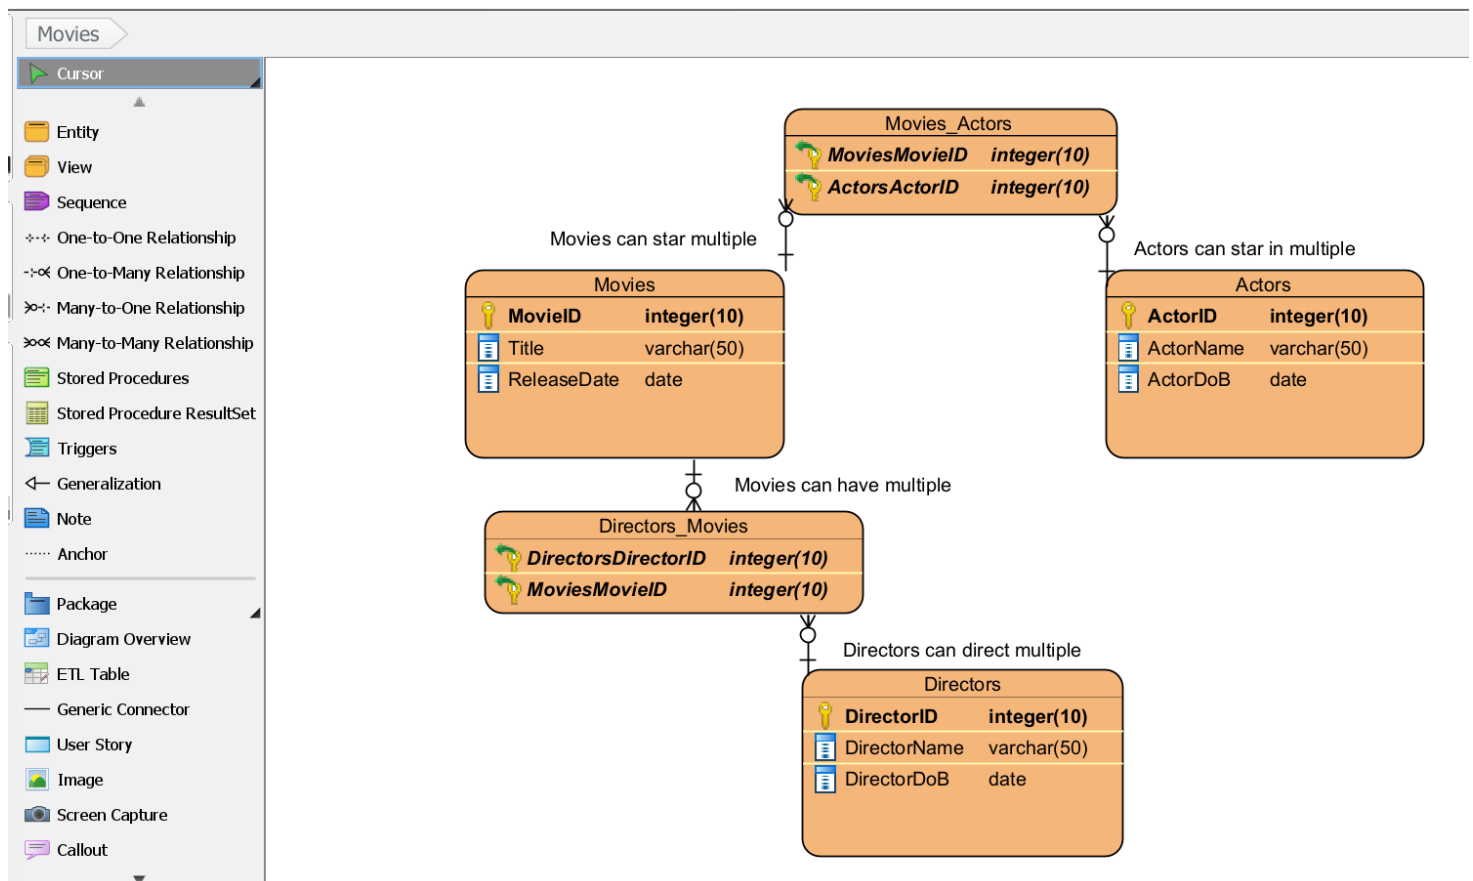 Movies
Cursor
Entity
View
Sequence
One-to-One Relationship
One-to-Many Relationship
Many-to-One Relationship
Many-to-Many Relationship
Stored Procedures
Stored Procedure ResultSet
Triggers
Generalization
Note
Anchor
Package
Diagram Overview
ETL Table
Generic Connector
User Story
Image
Screen Capture
Callout
Movies_Actors
MoviesMovieID integer(10)
ActorsActorID integer(10)
Movies can star multiple
Actors can star in multiple
Movies
MovieID integer(10)
Title varchar(50)
ReleaseDate date
Actors
ActorID integer(10)
ActorName varchar(50)
ActorDoB date
Movies can have multiple
Directors_Movies
DirectorsDirectorID integer(10)
MoviesMovieID integer(10)
Directors can direct multiple
Directors
DirectorID integer(10)
DirectorName varchar(50)
DirectorDoB date